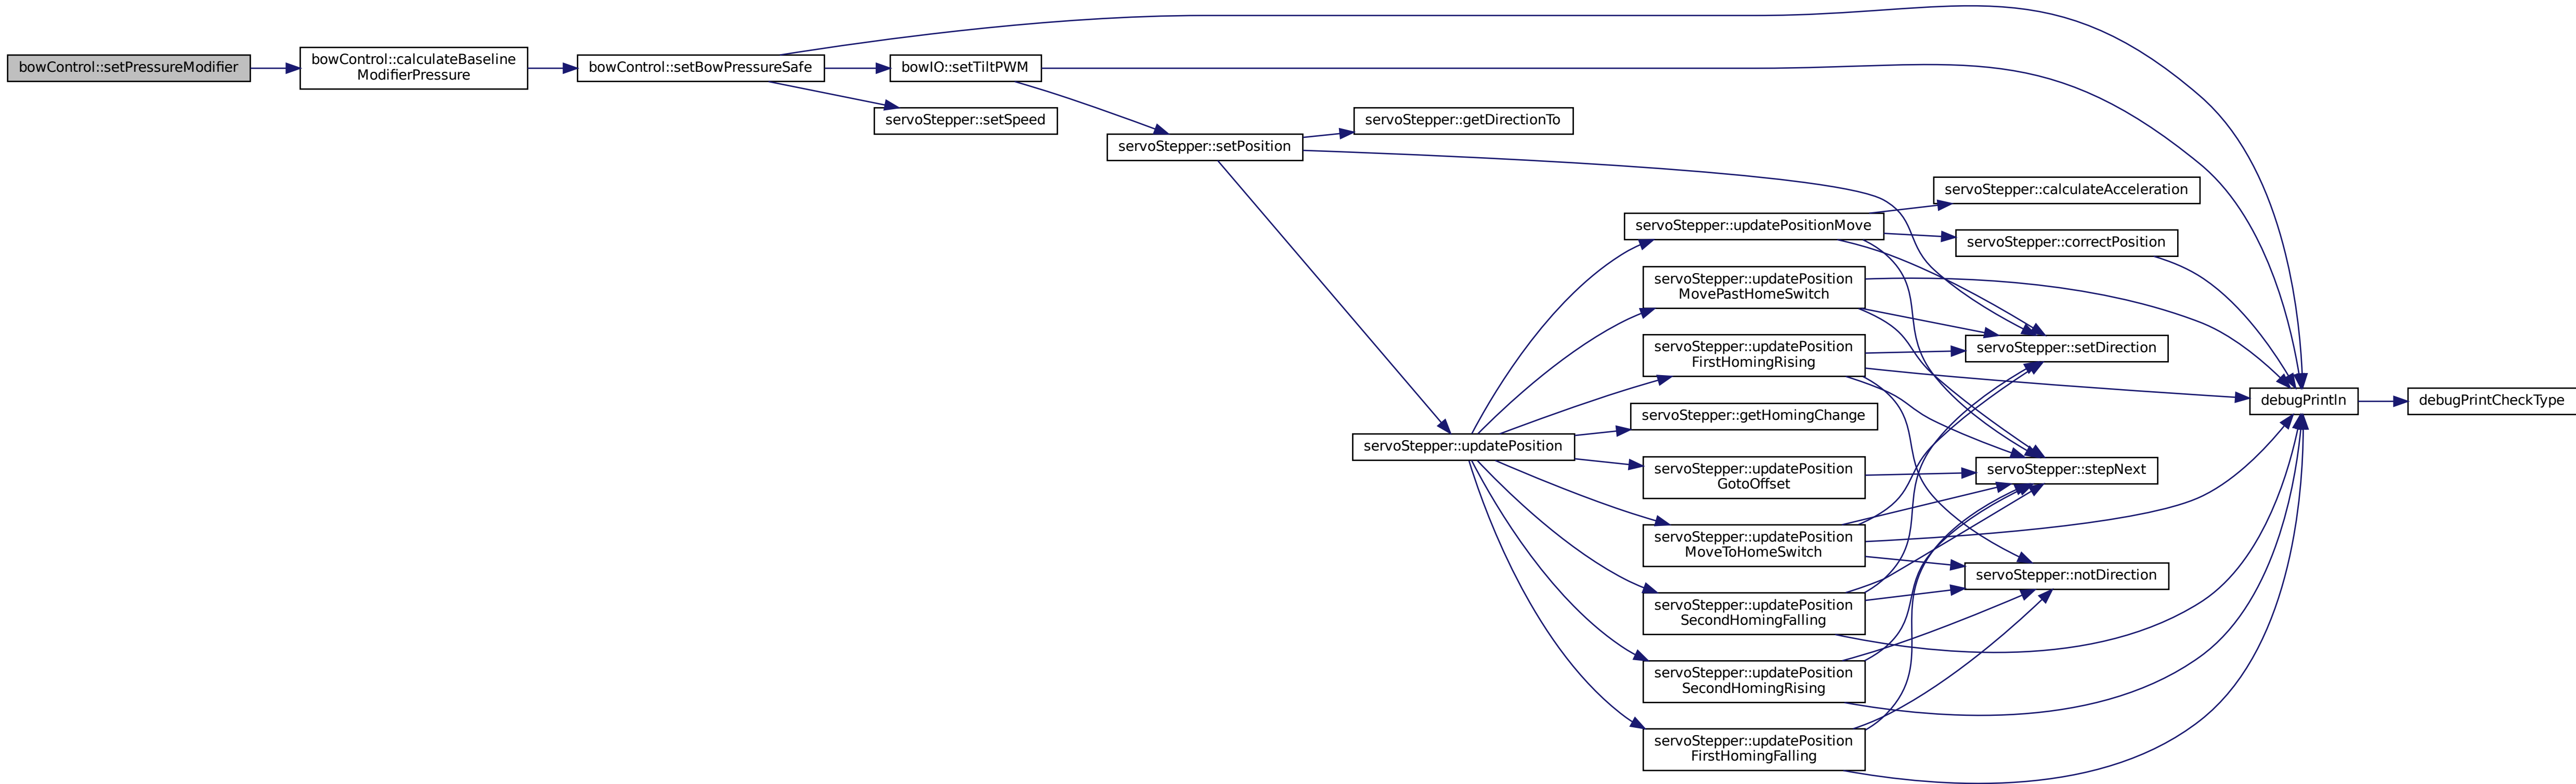 bowControl::setPressureModifier
bowControl::calculateBaseline
ModifierPressure
bowControl::setBowPressureSafe
bowIO::setTiltPWM
servoStepper::setSpeed
servoStepper::setPosition
servoStepper::getDirectionTo
servoStepper::updatePosition
servoStepper::updatePositionMove
servoStepper::updatePosition
MovePastHomeSwitch
servoStepper::updatePosition
FirstHomingRising
servoStepper::getHomingChange
servoStepper::updatePosition
GotoOffset
servoStepper::updatePosition
MoveToHomeSwitch
servoStepper::updatePosition
SecondHomingFalling
servoStepper::updatePosition
SecondHomingRising
servoStepper::updatePosition
FirstHomingFalling
servoStepper::calculateAcceleration
servoStepper::correctPosition
servoStepper::setDirection
servoStepper::stepNext
servoStepper::notDirection
debugPrintln
debugPrintCheckType